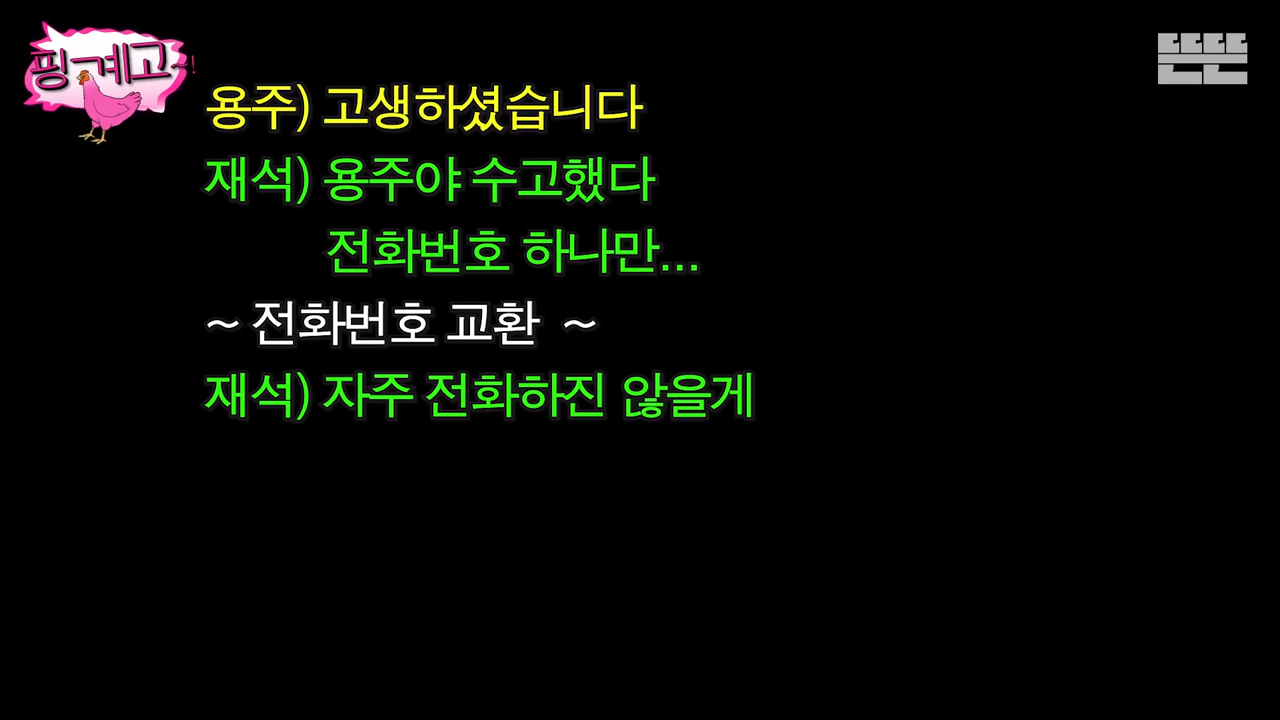 핑계고
뜬뜬
용주) 고생하셨습니다
재석) 용주야 수고했다
전화번호 하나만...
~ 전화번호 교환 ~
재석) 자주 전화하진 않을게